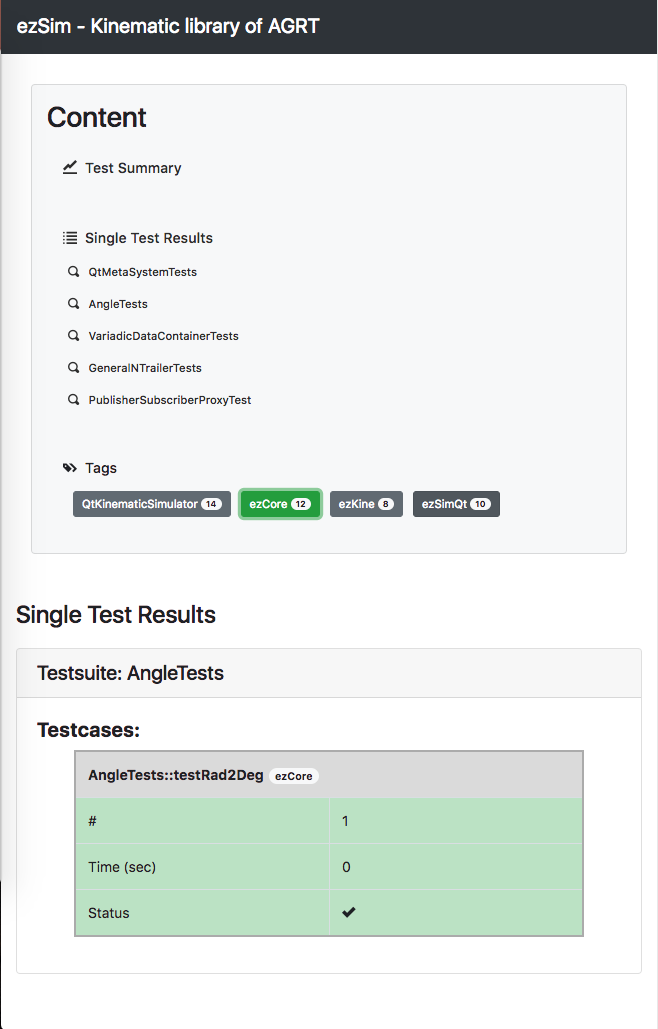 ezSim - Kinematic library of AGRT
Content
Test Summary
Single Test Results
QtMetaSystemTests
AngleTests
VariadicDataContainerTests
GeneralNTrailerTests
PublisherSubscriberProxyTest
Tags
QtKinematicSimulator 14 ezCore 12 ezKine 8 ezSimQt 10
Single Test Results
Testsuite: AngleTests
Testcases:
AngleTests::testRad2Deg ezCore
# 1
Time (sec) 0
Status ✔